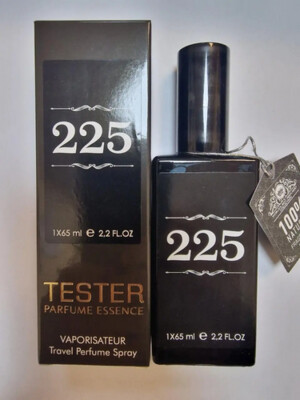 225
1X65 ml e 2,2 FL.OZ
TESTER
PARFUME ESSENCE
VAPORISATEUR
Travel Perfume Spray
225
1X65 ml e 2,2 FL.OZ
100%